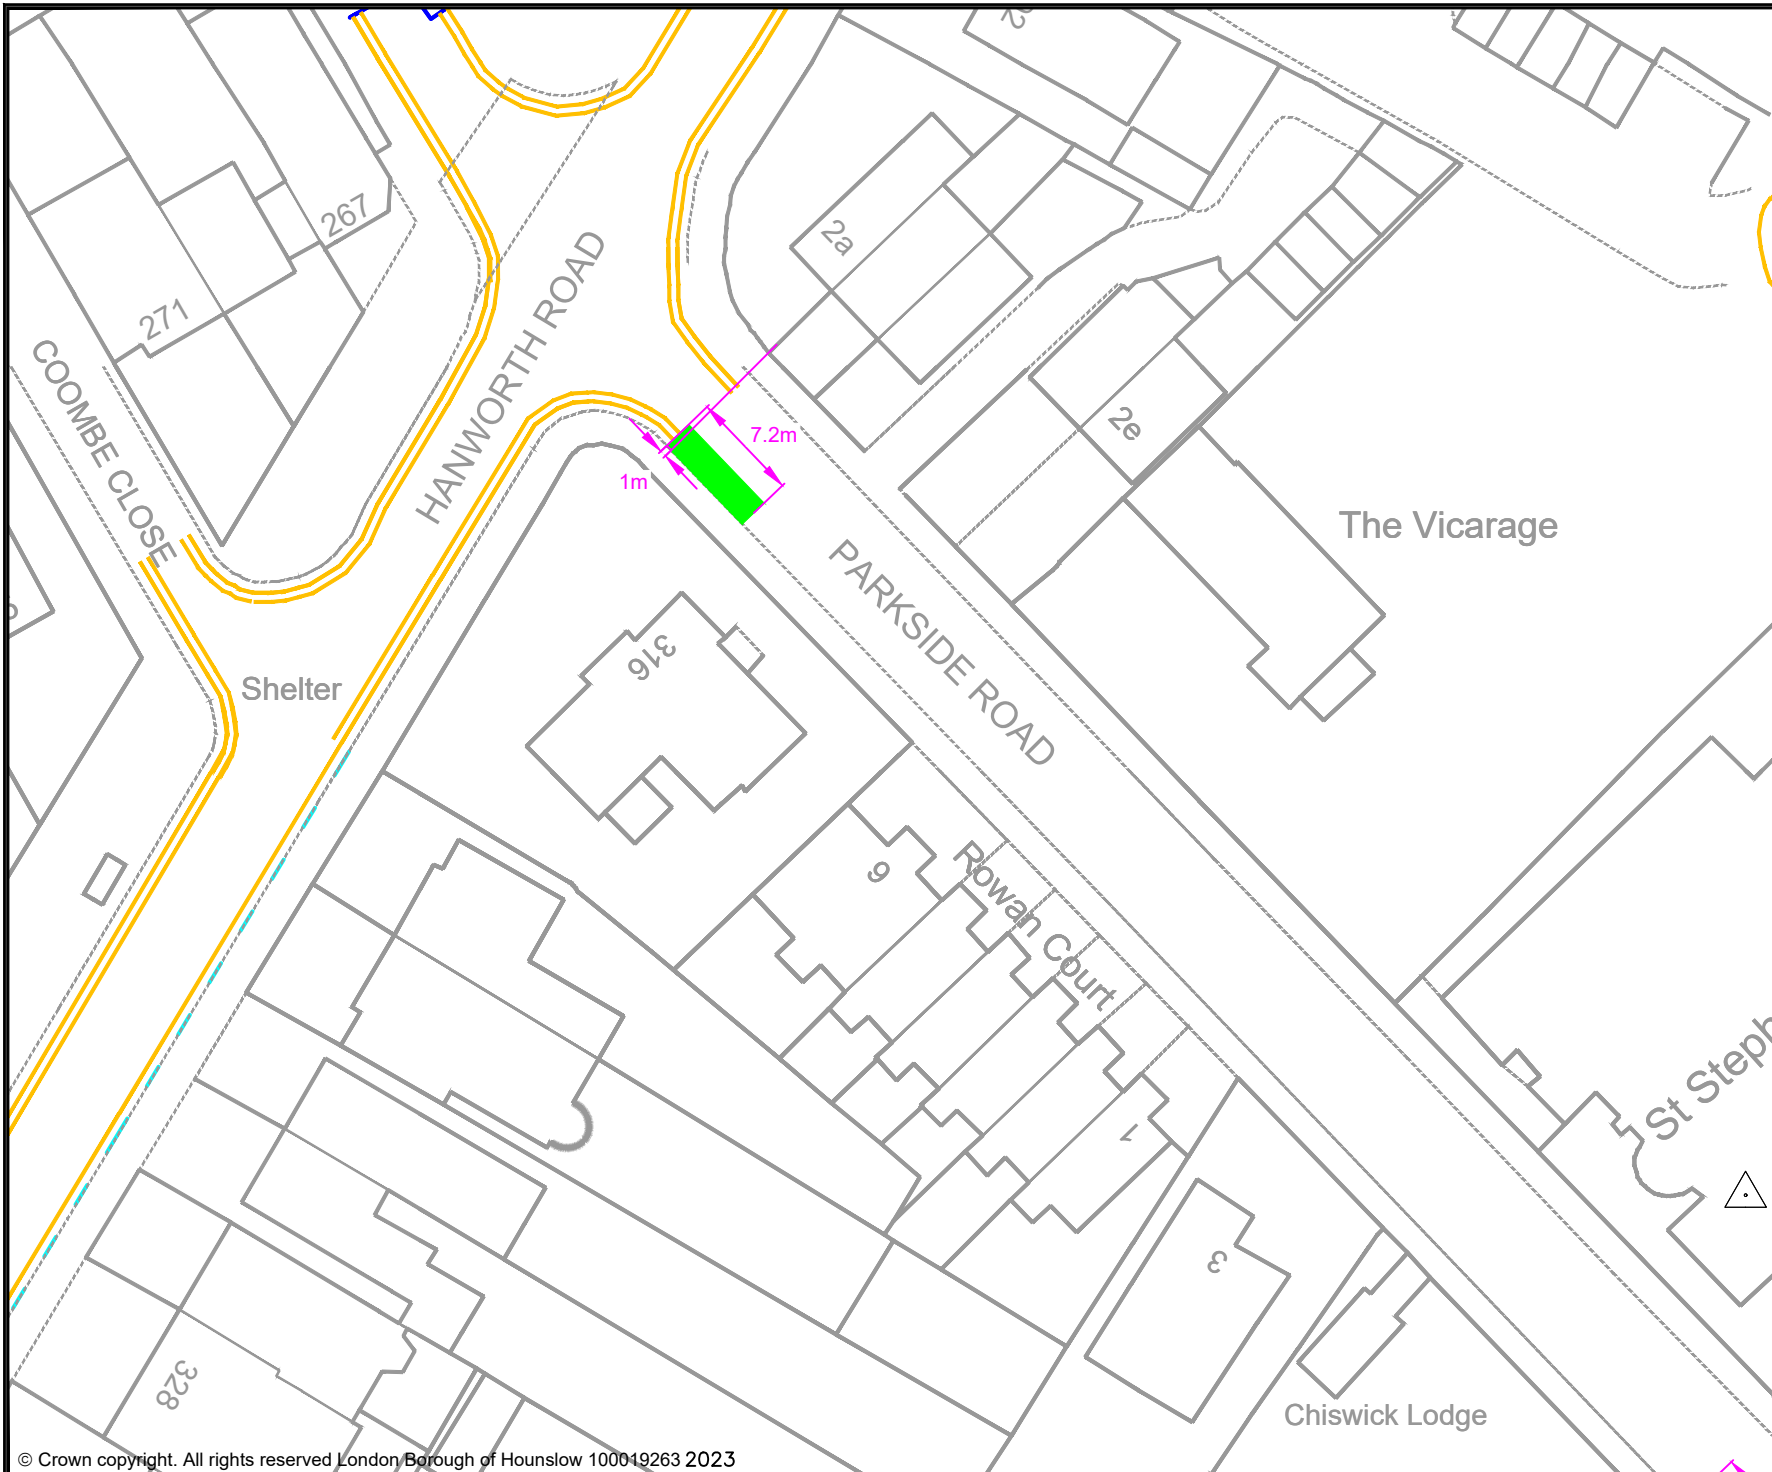 267
271
COOMBE CLOSE
HANWORTH ROAD
2a
2e
7.2m
1m
The Vicarage
PARKSIDE ROAD
316
Shelter
9
Rowan Court
1
St Steph
3
328
Chiswick Lodge
© Crown copyright. All rights reserved London Borough of Hounslow 100019263 2023